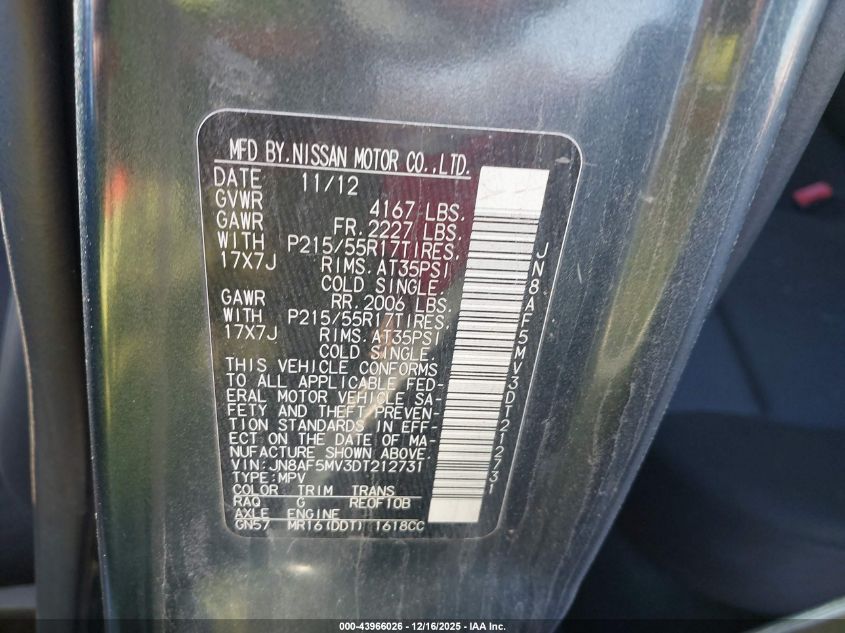 MFD BY.NISSAN MOTOR CO.,LTD.
DATE 11/12
GVWR 4167 LBS.
GAWR FR. 2227 LBS.
WITH P215/55R17TIRES,
17X7J RIMS.AT35PSI
COLD SINGLE.
GAWR RR. 2006 LBS.
WITH P215/55R17TIRES,
17X7J RIMS.AT35PSI
COLD SINGLE.
THIS VEHICLE CONFORMS
TO ALL APPLICABLE FED-
ERAL MOTOR VEHICLE SA-
FETY AND THEFT PREVEN-
TION STANDARDS IN EFF-
ECT ON THE DATE OF MA-
NUFACTURE SHOWN ABOVE.
VIN:JN8AF5MV3DT212731
TYPE:MPV
COLOR TRIM TRANS
RAQ G RE0F10B
AXLE ENGINE
GN57 MR16(DDT) 1618CC
JN8AF5MV3DT212731
000-43966026 - 12/16/2025 - IAA Inc.